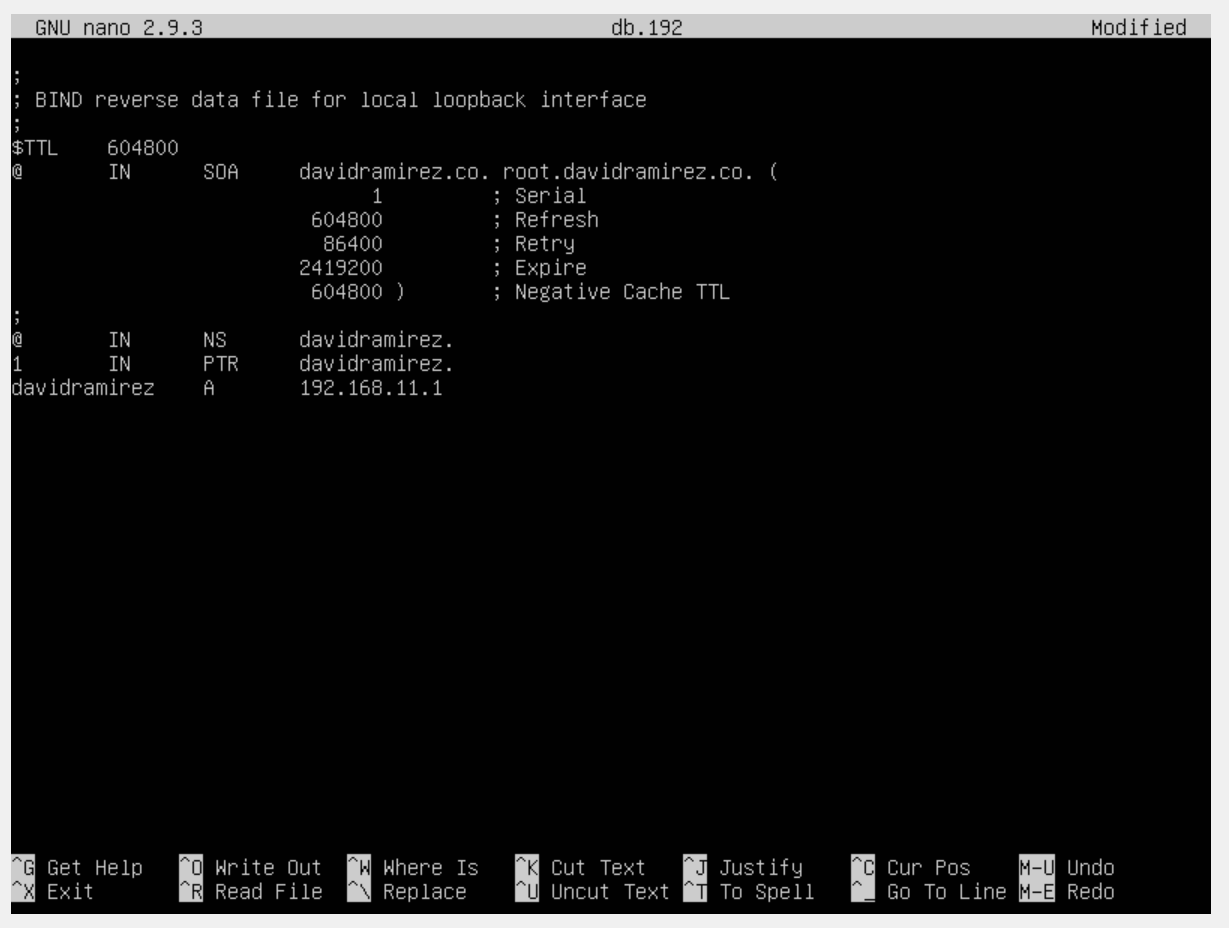 GNU nano 2.9.3 db.192 Modified
;
; BIND reverse data file for local loopback interface
;
$TTL 604800
@ IN SOA davidramirez.co. root.davidramirez.co. (
1 ; Serial
604800 ; Refresh
86400 ; Retry
2419200 ; Expire
604800 ) ; Negative Cache TTL
;
@ IN NS davidramirez.
1 IN PTR davidramirez.
davidramirez A 192.168.11.1
^G Get Help ^O Write Out ^W Where Is ^K Cut Text ^J Justify ^C Cur Pos M-U Undo
^X Exit ^R Read File ^\ Replace ^U Uncut Text ^T To Spell ^_ Go To Line M-E Redo